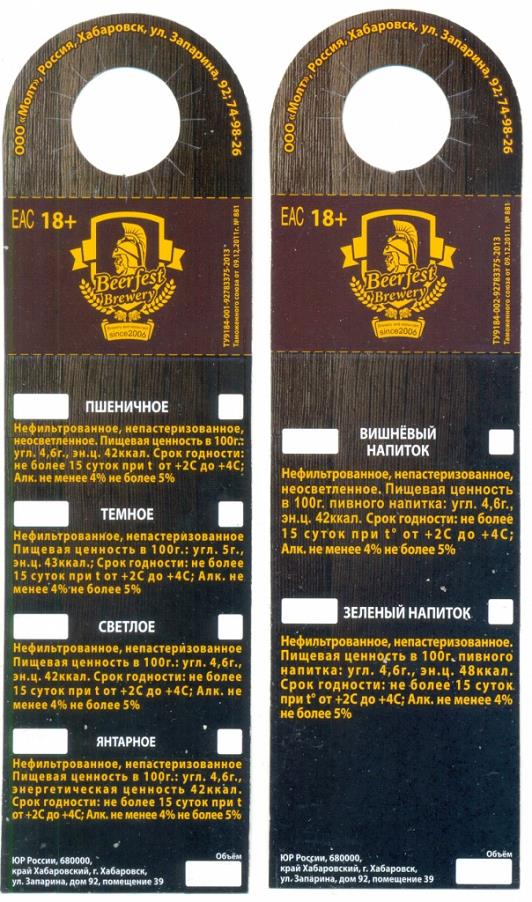 ООО «Молт», Россия, Хабаровск, ул. Запарина, 92; 74-98-26
ЕАС 18+
Beerfest
Brewery
Brewery and restaurant
since2006
ТУ9184-001-92783375-2013
Таможенного союза от 09.12.2011г. № 881
ПШЕНИЧНОЕ
Нефильтрованное, непастеризованное,
неосветленное. Пищевая ценность в 100г.:
угл. 4,6г., эн.ц. 42ккал. Срок годности:
не более 15 суток при t от +2С до +4С;
Алк. не менее 4% не более 5%
ТЕМНОЕ
Нефильтрованное, непастеризованное
Пищевая ценность в 100г.: угл. 5г.,
эн.ц. 43ккал.; Срок годности: не более
15 суток при t от +2С до +4С; Алк. не
менее 4% не более 5%
СВЕТЛОЕ
Нефильтрованное, непастеризованное
Пищевая ценность в 100г.: угл. 4,6г.,
эн.ц. 42ккал. Срок годности: не более
15 суток при t от +2С до +4С; Алк. не
менее 4% не более 5%
ЯНТАРНОЕ
Нефильтрованное, непастеризованное
Пищевая ценность в 100г.: угл. 4,6г.,
энергетическая ценность 42ккал.
Срок годности: не более 15 суток при t
от +2С до +4С; Алк. не менее 4% не более 5%
Объём
ЮР России, 680000,
край Хабаровский, г. Хабаровск,
ул. Запарина, дом 92, помещение 39
ООО «Молт», Россия, Хабаровск, ул. Запарина, 92; 74-98-26
ЕАС 18+
Beerfest
Brewery
Brewery and restaurant
since2006
ТУ9184-002-92783375-2013
Таможенного союза от 09.12.2011г. № 881
ВИШНЁВЫЙ
НАПИТОК
Нефильтрованное, непастеризованное,
неосветленное. Пищевая ценность
в 100г. пивного напитка: угл. 4,6г.,
эн.ц. 42ккал. Срок годности: не более
15 суток при t° от +2С до +4С;
Алк. не менее 4% не более 5%
ЗЕЛЕНЫЙ НАПИТОК
Нефильтрованное, непастеризованное.
Пищевая ценность в 100г. пивного
напитка: угл. 4,6г., эн.ц. 48ккал.
Срок годности: не более 15 суток
при t° от +2С до +4С; Алк. не менее 4%
не более 5%
Объём
ЮР России, 680000,
край Хабаровский, г. Хабаровск,
ул. Запарина, дом 92, помещение 39